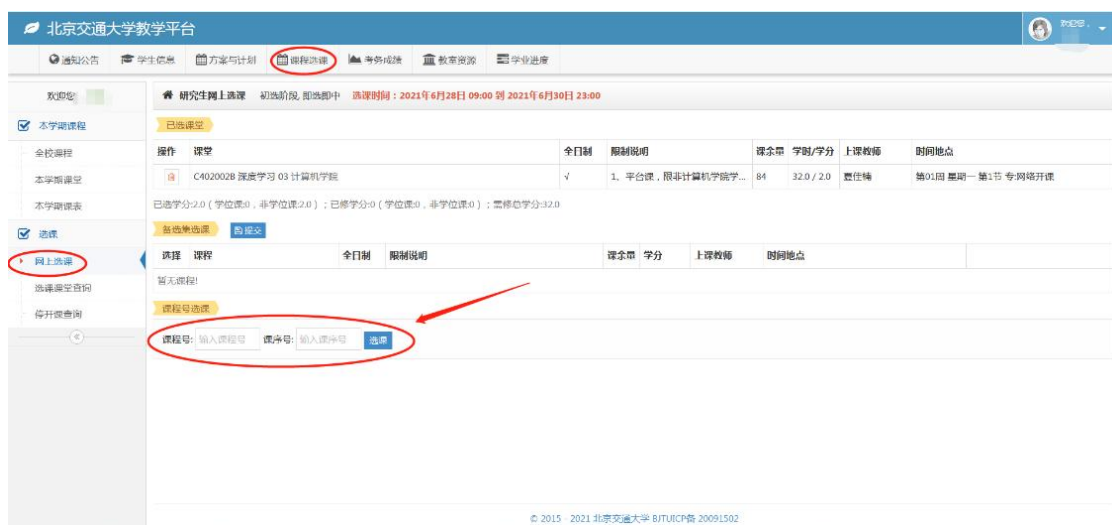 北京交通大学教学平台
欢迎您,
通知公告 学生信息 方案与计划 课程选课 考务成绩 教室资源 学业进度
欢迎您:
研究生网上选课 初选阶段, 即选即中 选课时间：2021年6月28日 09:00 到 2021年6月30日 23:00
本学期课程
全校课程
本学期课堂
本学期课表
选课
网上选课
选课课堂查询
停开课查询
已选课堂
操作 课堂 全日制 限制说明 课余量 学时/学分 上课教师 时间地点
C402002B 深度学习 03 计算机学院 √ 1、平台课，限非计算机学院学... 84 32.0 / 2.0 贾佳楠 第01周 星期一 第1节 专:网络开课
已选学分:2.0 ( 学位课:0，非学位课:2.0 )；已修学分:0 ( 学位课:0，非学位课:0 )；需修总学分:32.0
备选集选课 提交
选择 课程 全日制 限制说明 课余量 学分 上课教师 时间地点
暂无课程!
课程号选课
课程号: 输入课程号 课序号: 输入课序号 选课
© 2015 - 2021 北京交通大学 BJTUICP备 20091502